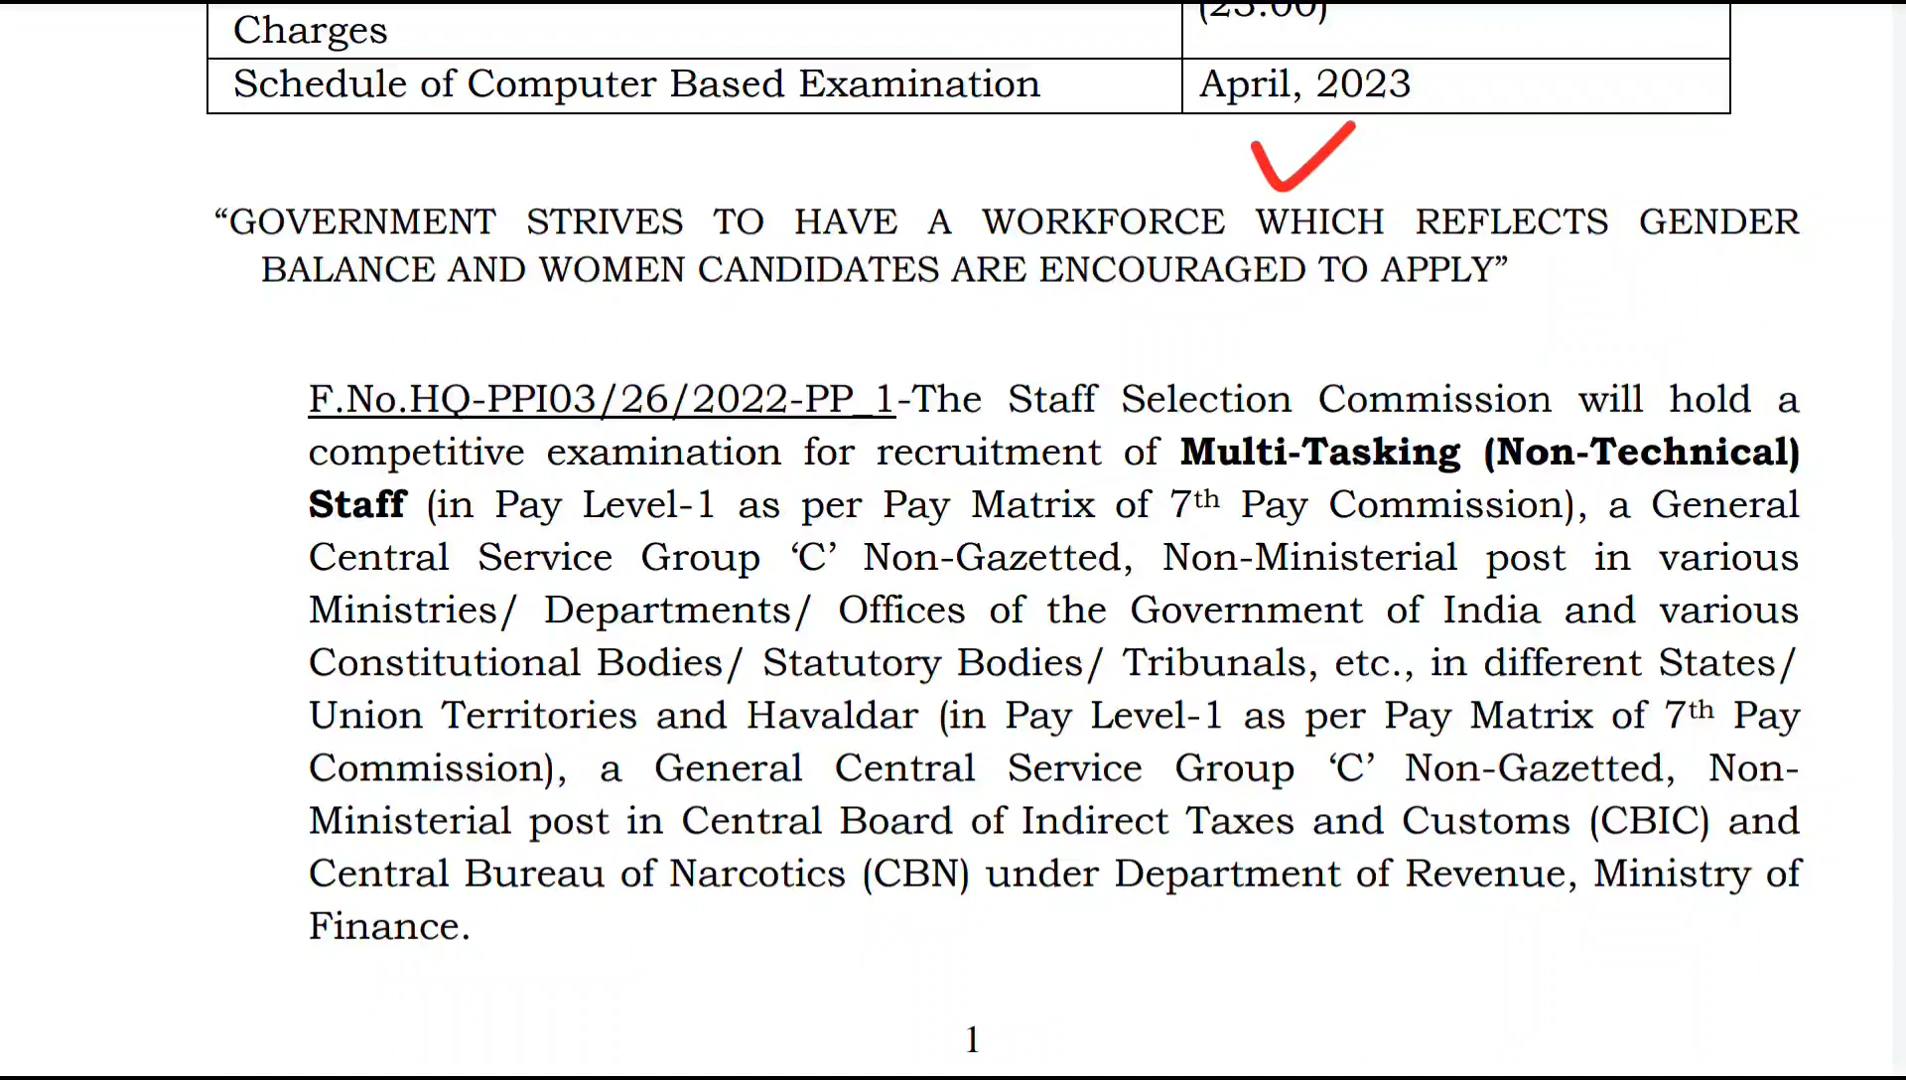 Charges
(23.00)
Schedule of Computer Based Examination April, 2023
“GOVERNMENT STRIVES TO HAVE A WORKFORCE WHICH REFLECTS GENDER
BALANCE AND WOMEN CANDIDATES ARE ENCOURAGED TO APPLY”
F.No.HQ-PPI03/26/2022-PP_1-The Staff Selection Commission will hold a
competitive examination for recruitment of Multi-Tasking (Non-Technical)
Staff (in Pay Level-1 as per Pay Matrix of 7th Pay Commission), a General
Central Service Group ‘C’ Non-Gazetted, Non-Ministerial post in various
Ministries/ Departments/ Offices of the Government of India and various
Constitutional Bodies/ Statutory Bodies/ Tribunals, etc., in different States/
Union Territories and Havaldar (in Pay Level-1 as per Pay Matrix of 7th Pay
Commission), a General Central Service Group ‘C’ Non-Gazetted, Non-
Ministerial post in Central Board of Indirect Taxes and Customs (CBIC) and
Central Bureau of Narcotics (CBN) under Department of Revenue, Ministry of
Finance.
1